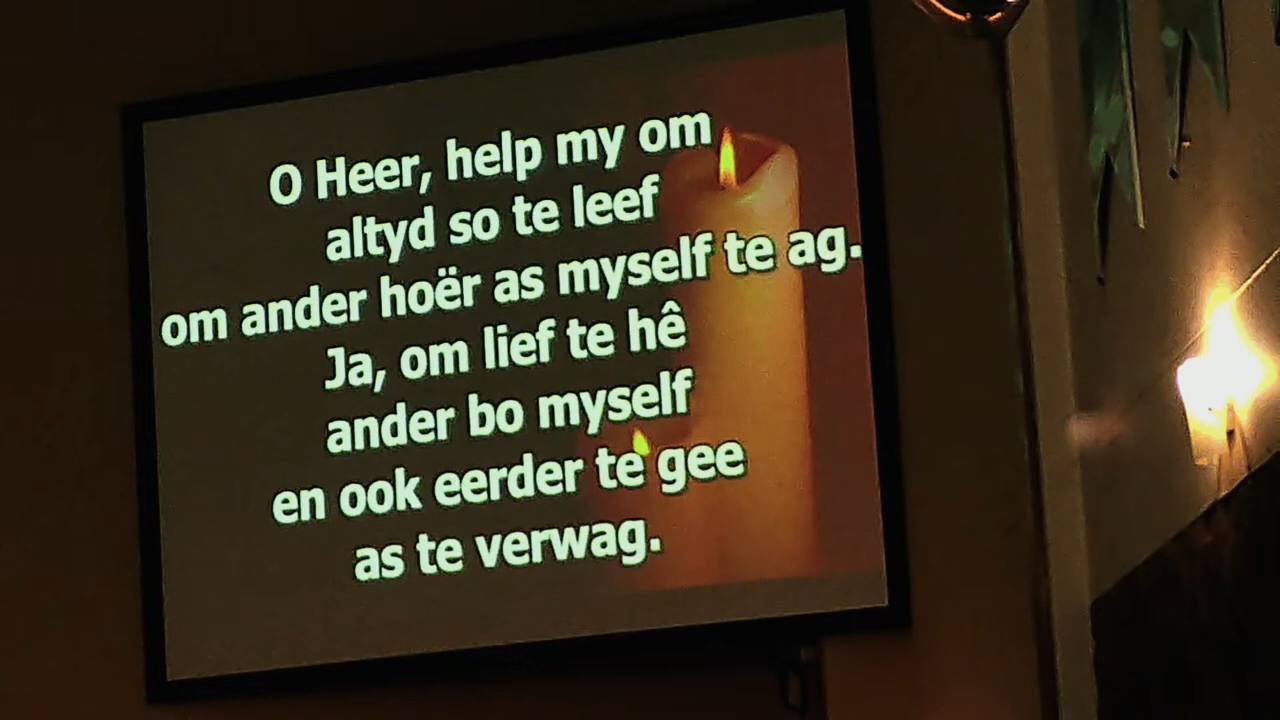 O Heer, help my om
altyd so te leef
om ander hoër as myself te ag.
Ja, om lief te hê
ander bo myself
en ook eerder te gee
as te verwag.